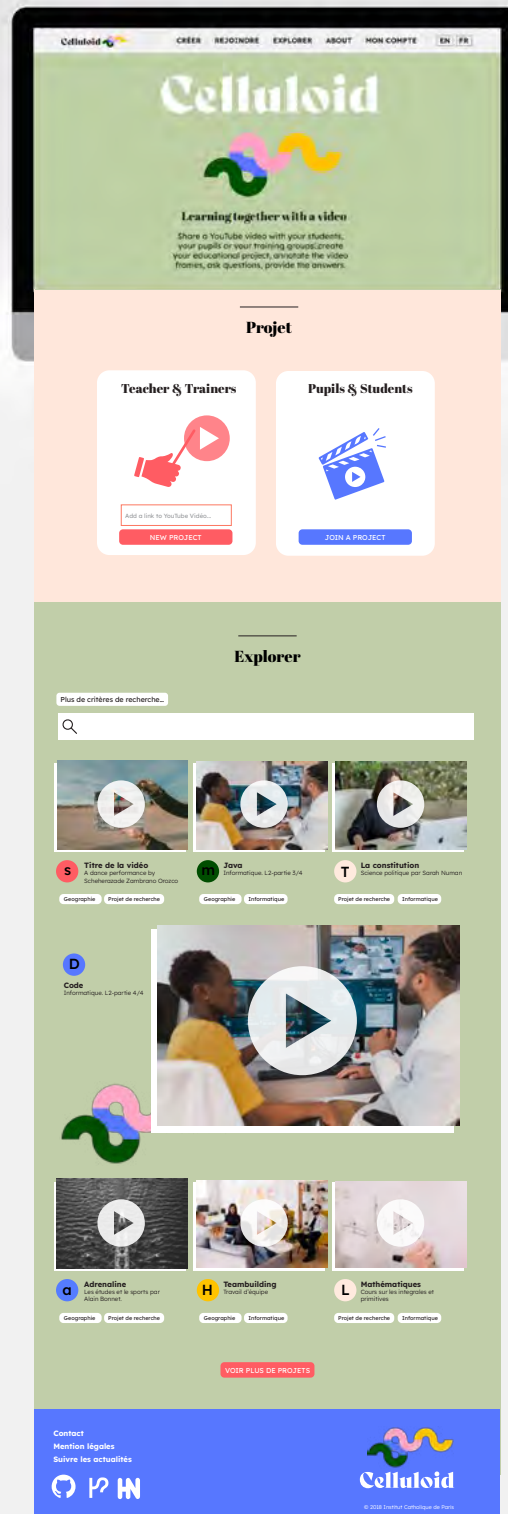 Celluloid
CRÉER REJOINDRE EXPLORER ABOUT MON COMPTE EN FR
Celluloid
Learning together with a video
Share a YouTube video with your students,
your pupils or your training groups:create
your educational project, annotate the video
frames, ask questions, provide the answers.
Projet
Teacher & Trainers
Add a link to YouTube Vidéo...
NEW PROJECT
Pupils & Students
JOIN A PROJECT
Explorer
Plus de critères de recherche...
S
Titre de la vidéo
A dance performance by
Scheherazade Zambrano Orozco
Geographie Projet de recherche
m
Java
Informatique. L2-partie 3/4
Geographie Informatique
T
La constitution
Science politique par Sarah Numan
Projet de recherche Informatique
D
Code
Informatique. L2-partie 4/4
a
Adrenaline
Les études et le sports par
Alain Bonnet
Geographie Projet de recherche
H
Teambuilding
Travail d'équipe
Geographie Informatique
L
Mathématiques
Cours sur les integrales et
primitives
Projet de recherche Informatique
VOIR PLUS DE PROJETS
Contact
Mention légales
Suivre les actualités
HN
Celluloid
© 2018 Institut Catholique de Paris